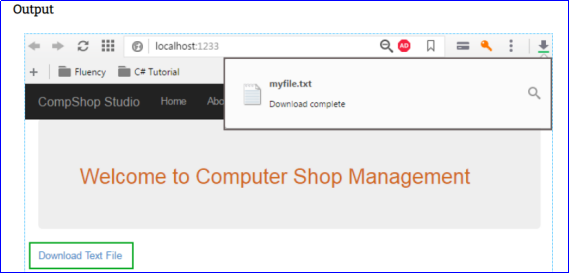 Output
localhost:1233
AD
Fluency
C# Tutorial
myfile.txt
Download complete
CompShop Studio
Home
Abo
Welcome to Computer Shop Management
Download Text File